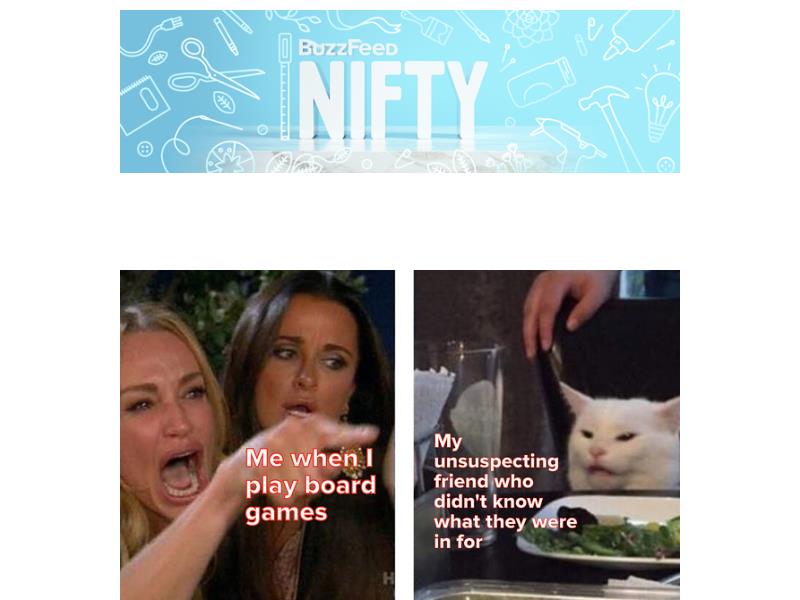 BuzzFeed
NIFTY
Me when I
play board
games
My
unsuspecting
friend who
didn't know
what they were
in for
H